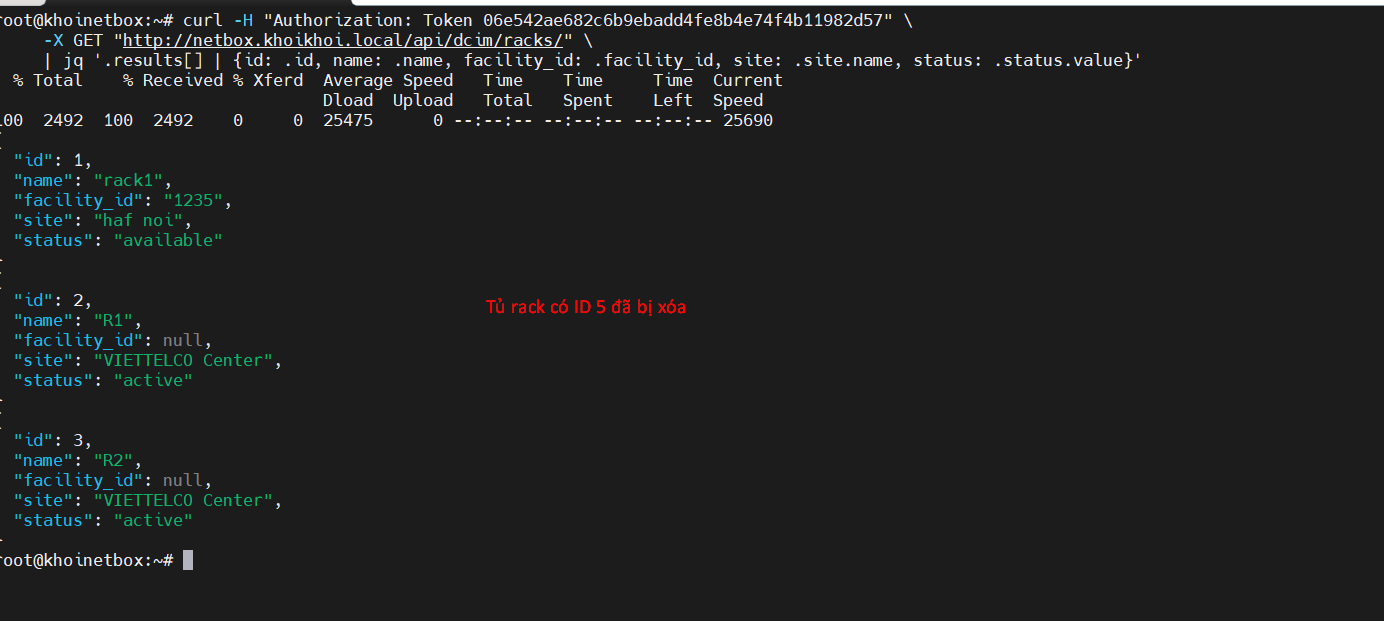 root@khoinetbox:~# curl -H "Authorization: Token 06e542ae682c6b9ebadd4fe8b4e74f4b11982d57" \
-X GET "http://netbox.khoikhoi.local/api/dcim/racks/" \
| jq '.results[] | {id: .id, name: .name, facility_id: .facility_id, site: .site.name, status: .status.value}'
% Total % Received % Xferd Average Speed Time Time Time Current
Dload Upload Total Spent Left Speed
100 2492 100 2492 0 0 25475 0 --:--:-- --:--:-- --:--:-- 25690
{
"id": 1,
"name": "rack1",
"facility_id": "1235",
"site": "haf noi",
"status": "available"
}
{
"id": 2,
Tủ rack có ID 5 đã bị xóa
"name": "R1",
"facility_id": null,
"site": "VIETTELCO Center",
"status": "active"
}
{
"id": 3,
"name": "R2",
"facility_id": null,
"site": "VIETTELCO Center",
"status": "active"
}
root@khoinetbox:~#